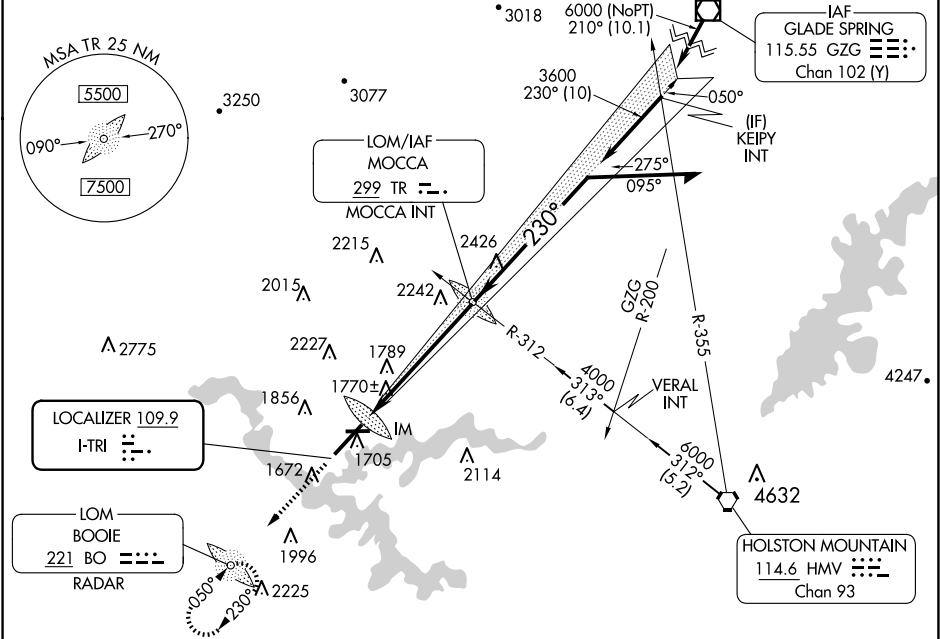 3018
6000 (NoPT)
210° (10.1)
IAF
GLADE SPRING
115.55 GZG
Chan 102 (Y)
MSA TR 25 NM
5500
090°
270°
7500
3250
3077
3600
230° (10)
050°
(IF)
KEIPY
INT
LOM/IAF
MOCCA
299 TR
MOCCA INT
275°
095°
230°
2215
2426
2015
2242
GZG
R-200
R-355
R-312
2775
2227
1789
1770±
4000
313°
(6.4)
VERAL
INT
4247
1856
LOCALIZER 109.9
I-TRI
IM
1705
1672
2114
6000
312°
(5.2)
4632
LOM
BOOIE
221 BO
RADAR
1996
050°
230°
2225
HOLSTON MOUNTAIN
114.6 HMV
Chan 93